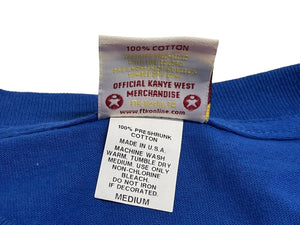 100% COTTON
OFFICIAL KANYE WEST
MERCHANDISE
www.ftkonline.com
100% PRESHRUNK
COTTON
MADE IN U.S.A.
MACHINE WASH
WARM. TUMBLE DRY
MEDIUM. USE ONLY
NON-CHLORINE
BLEACH.
DO NOT IRON
IF DECORATED.
MEDIUM